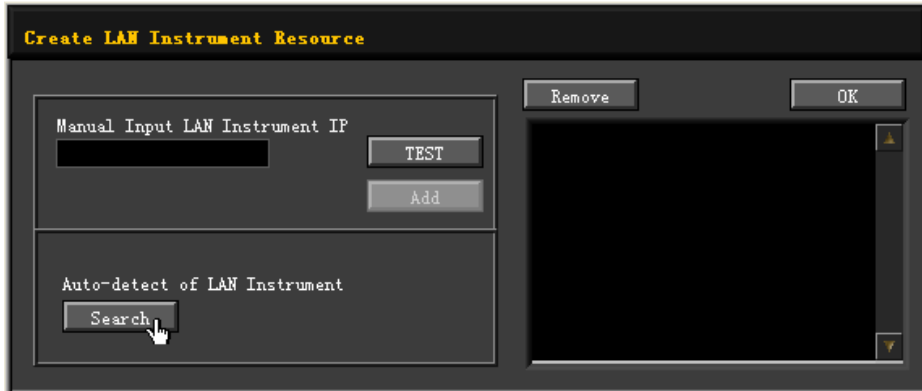 Create LAN Instrument Resource
Remove
OK
Manual Input LAN Instrument IP
TEST
Add
Auto-detect of LAN Instrument
Search